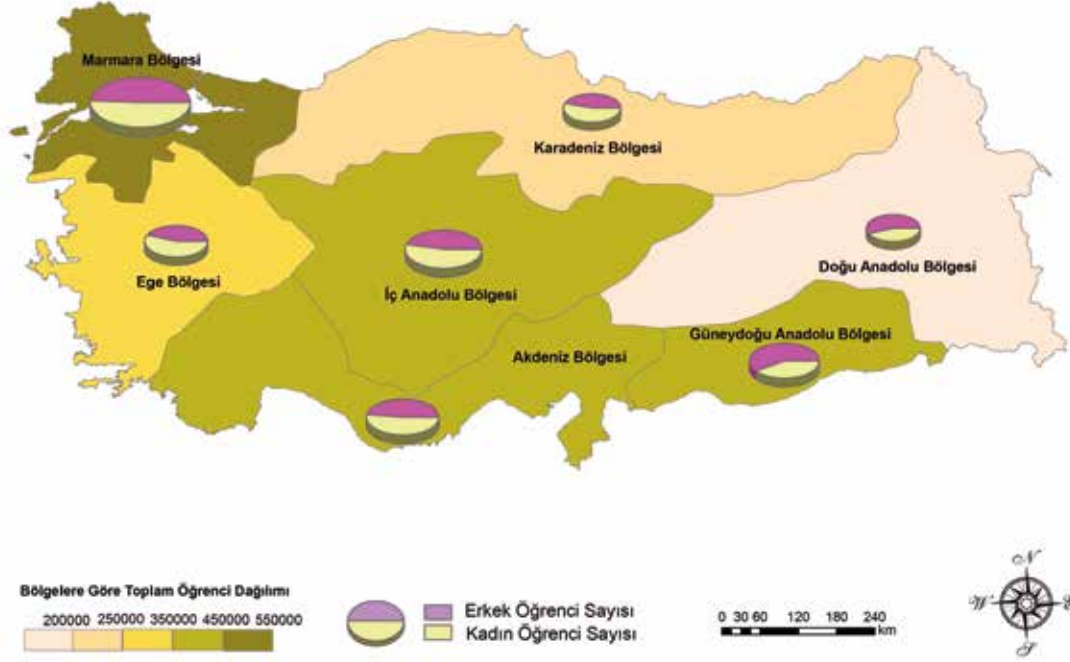 Marmara Bölgesi
Karadeniz Bölgesi
Ege Bölgesi
İç Anadolu Bölgesi
Doğu Anadolu Bölgesi
Akdeniz Bölgesi
Güneydoğu Anadolu Bölgesi
Bölgelere Göre Toplam Öğrenci Dağılımı
200000 250000 350000 450000 550000
Erkek Öğrenci Sayısı
Kadın Öğrenci Sayısı
0 30 60 120 180 240
km
N
W E
S